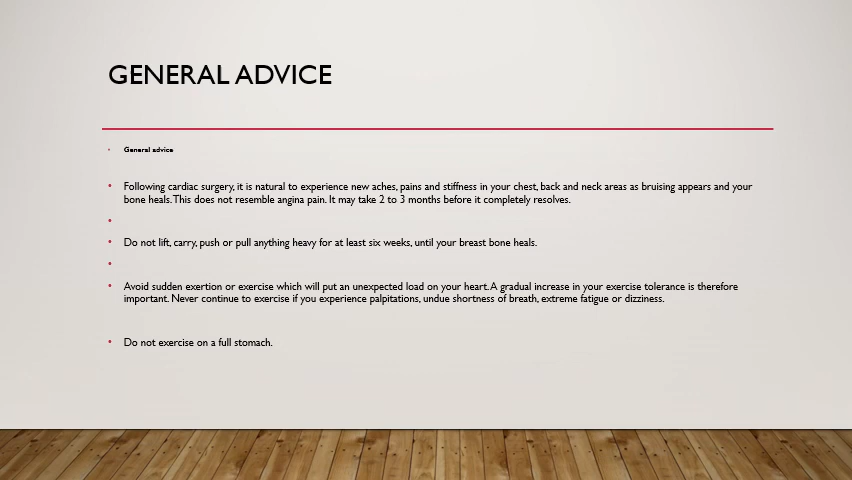 GENERAL ADVICE
• General advice
• Following cardiac surgery, it is natural to experience new aches, pains and stiffness in your chest, back and neck areas as bruising appears and your
bone heals. This does not resemble angina pain. It may take 2 to 3 months before it completely resolves.
•
• Do not lift, carry, push or pull anything heavy for at least six weeks, until your breast bone heals.
•
• Avoid sudden exertion or exercise which will put an unexpected load on your heart. A gradual increase in your exercise tolerance is therefore
important. Never continue to exercise if you experience palpitations, undue shortness of breath, extreme fatigue or dizziness.
• Do not exercise on a full stomach.